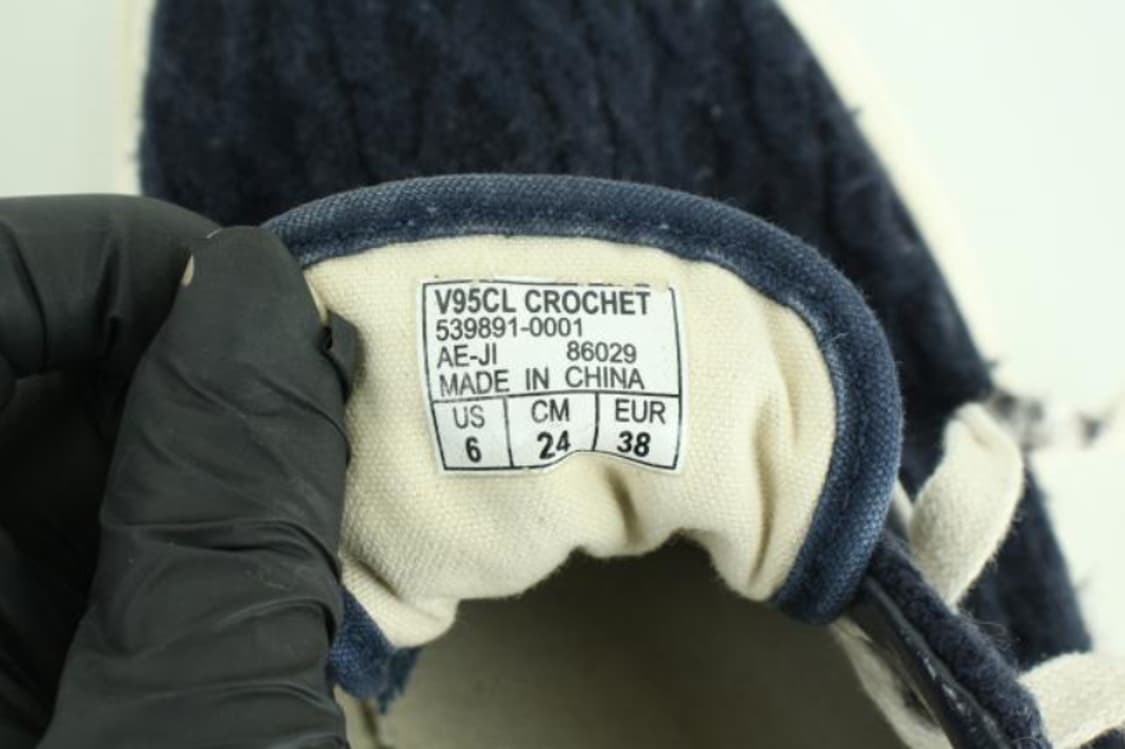 V95CL CROCHET
539891-0001
AE-JI 86029
MADE IN CHINA
US CM EUR
6 24 38